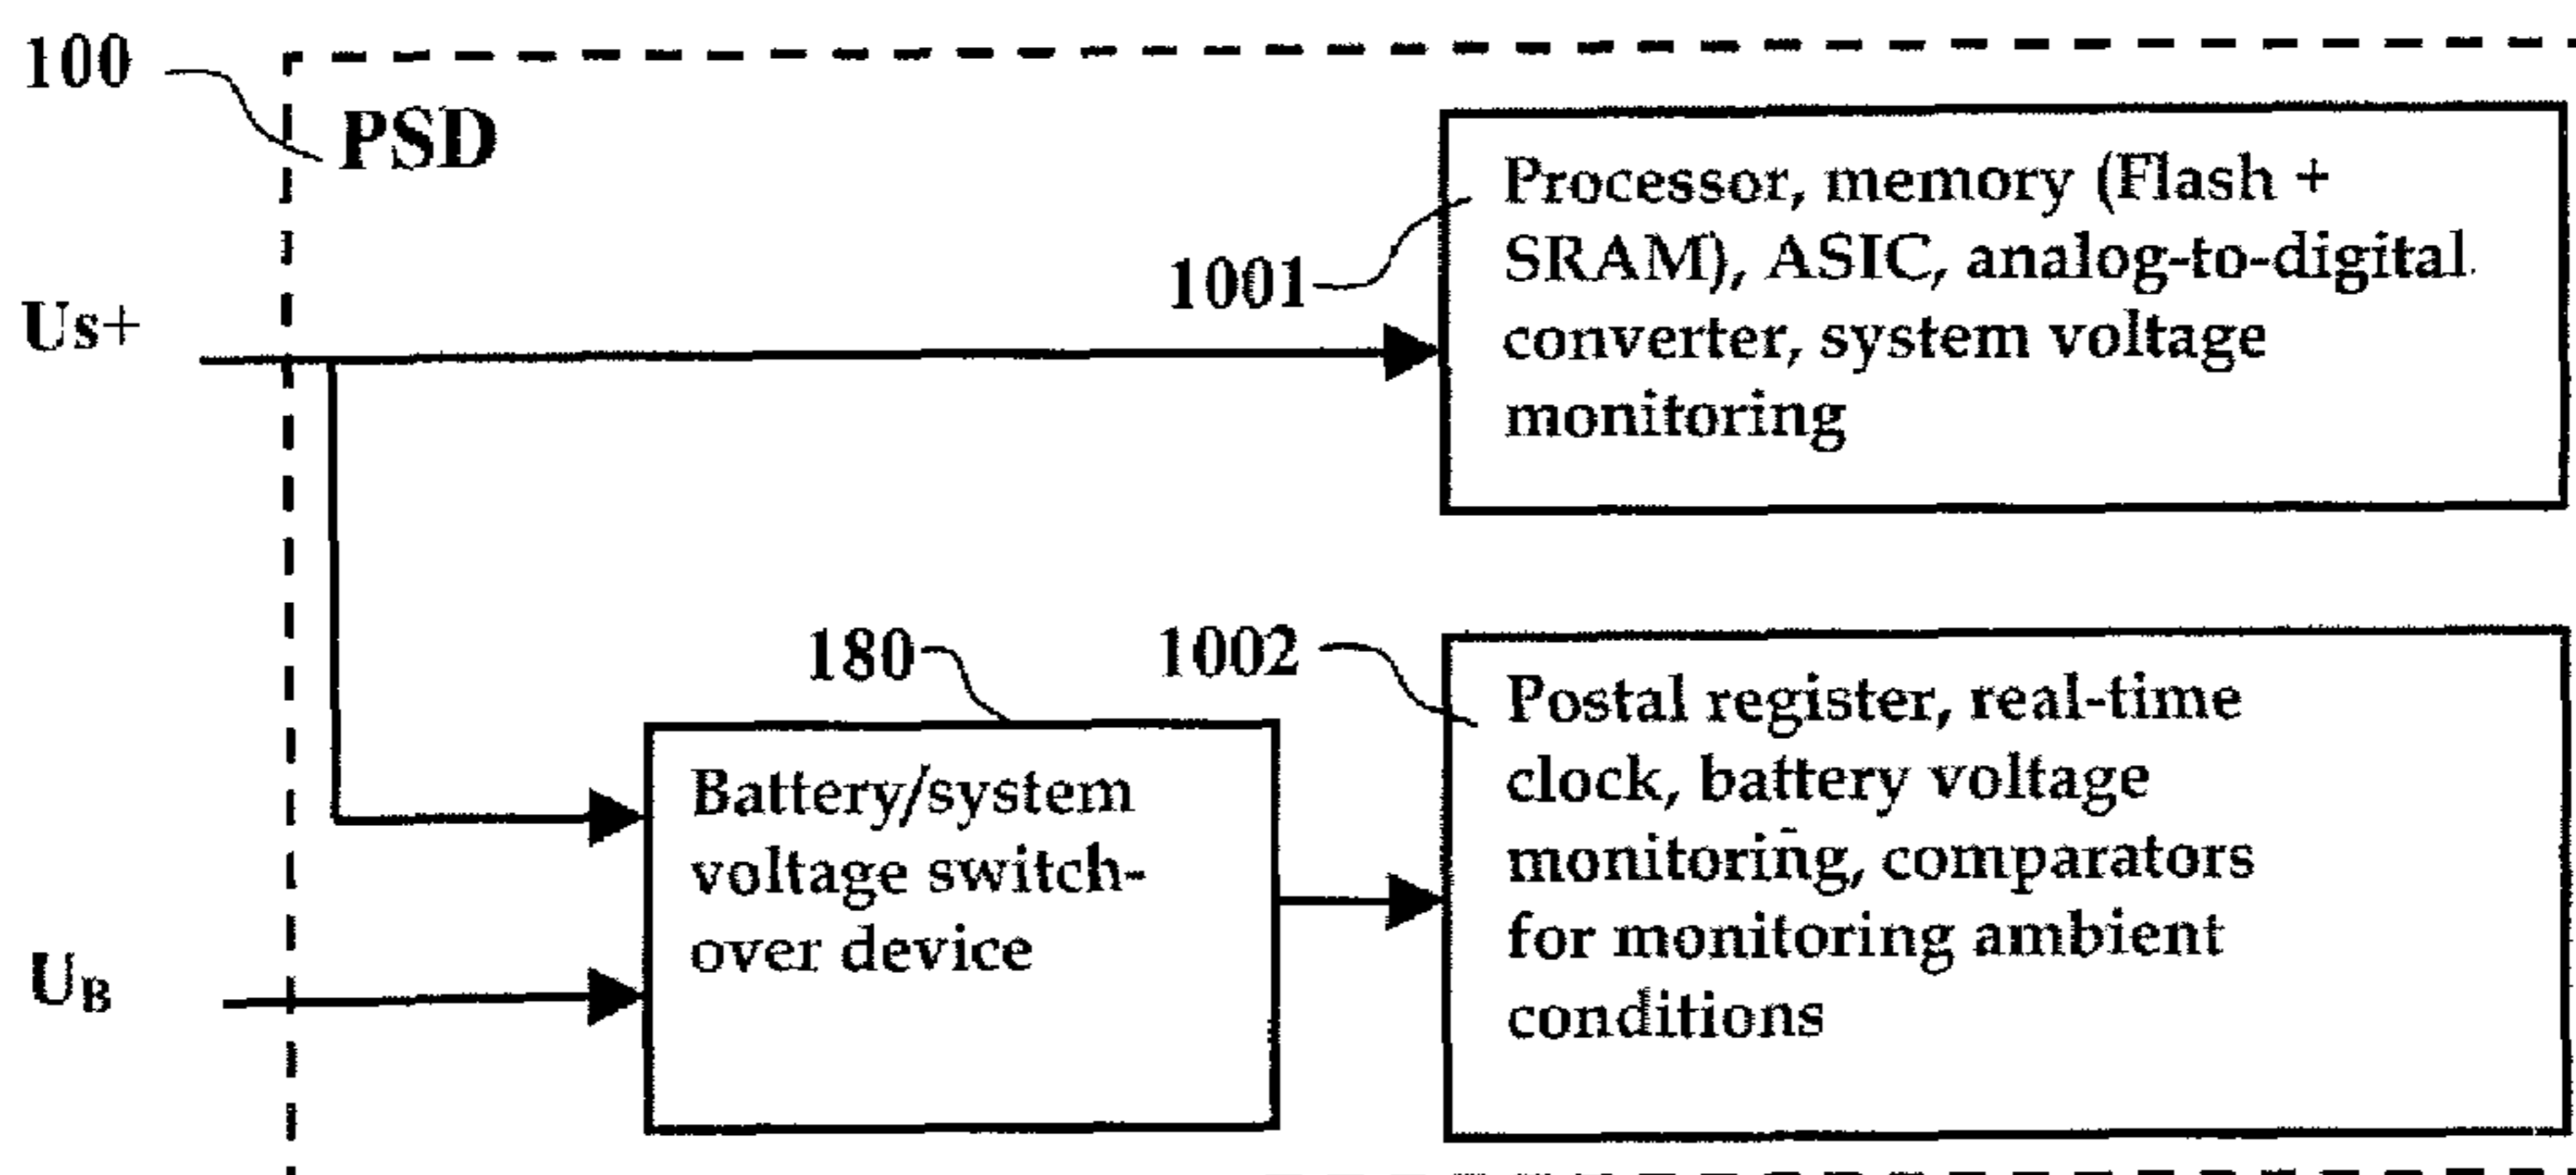 100
PSD
Us+
1001
Processor, memory (Flash +
SRAM), ASIC, analog-to-digital
converter, system voltage
monitoring
180
1002
Battery/system
voltage switch-
over device
Postal register, real-time
clock, battery voltage
monitoring, comparators
for monitoring ambient
conditions
UB